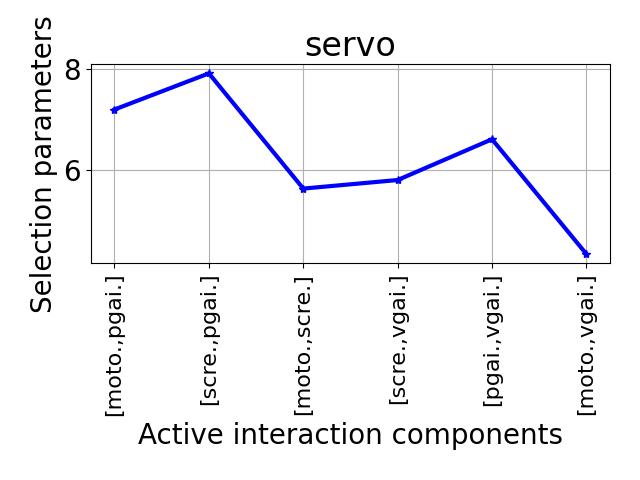 servo
Selection parameters
8
6
[moto.,pgai.]
[scre.,pgai.]
[moto.,scre.]
[scre.,vgai.]
[pgai.,vgai.]
[moto.,vgai.]
Active interaction components